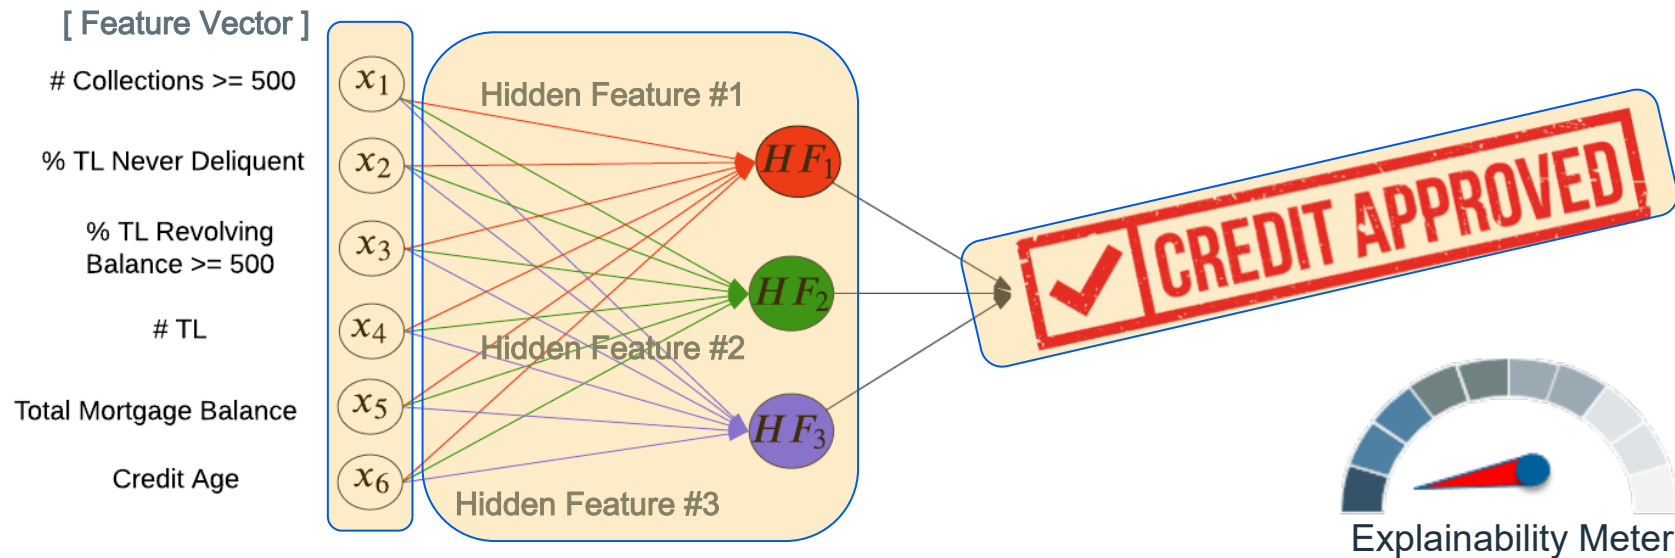 [ Feature Vector ]
# Collections >= 500
% TL Never Deliquent
% TL Revolving
Balance >= 500
# TL
Total Mortgage Balance
Credit Age
x1
x2
x3
x4
x5
x6
Hidden Feature #1
Hidden Feature #2
Hidden Feature #3
HF1
HF2
HF3
CREDIT APPROVED
Explainability Meter